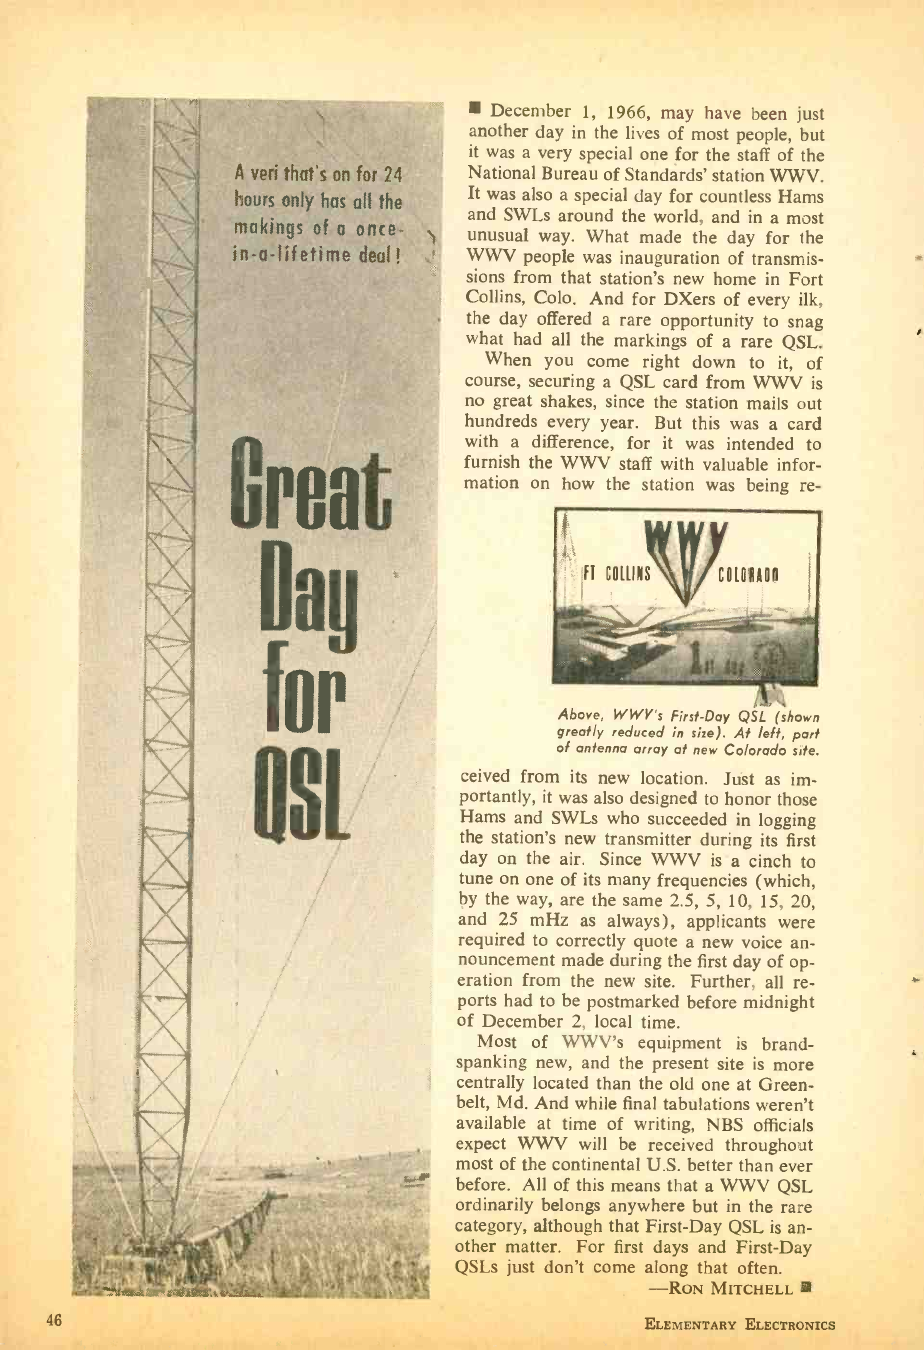 A veri that's on for 24
hours only has all the
makings of a once-
in-a-lifetime deal!
Great
Day
for
QSL
■ December 1, 1966, may have been just
another day in the lives of most people, but
it was a very special one for the staff of the
National Bureau of Standards' station WWV.
It was also a special day for countless Hams
and SWLs around the world, and in a most
unusual way. What made the day for the
WWV people was inauguration of transmis-
sions from that station's new home in Fort
Collins, Colo. And for DXers of every ilk,
the day offered a rare opportunity to snag
what had all the markings of a rare QSL.
When you come right down to it, of
course, securing a QSL card from WWV is
no great shakes, since the station mails out
hundreds every year. But this was a card
with a difference, for it was intended to
furnish the WWV staff with valuable infor-
mation on how the station was being re-
WWV
FT COLLINS COLORADO
1st day
Above, WWV's First-Day QSL (shown
greatly reduced in size). At left, part
of antenna array at new Colorado site.
ceived from its new location. Just as im-
portantly, it was also designed to honor those
Hams and SWLs who succeeded in logging
the station's new transmitter during its first
day on the air. Since WWV is a cinch to
tune on one of its many frequencies (which,
by the way, are the same 2.5, 5, 10, 15, 20,
and 25 mHz as always), applicants were
required to correctly quote a new voice an-
nouncement made during the first day of op-
eration from the new site. Further, all re-
ports had to be postmarked before midnight
of December 2, local time.
Most of WWV's equipment is brand-
spanking new, and the present site is more
centrally located than the old one at Green-
belt, Md. And while final tabulations weren't
available at time of writing, NBS officials
expect WWV will be received throughout
most of the continental U.S. better than ever
before. All of this means that a WWV QSL
ordinarily belongs anywhere but in the rare
category, although that First-Day QSL is an-
other matter. For first days and First-Day
QSLs just don't come along that often.
—RON MITCHELL ■
46
ELEMENTARY ELECTRONICS